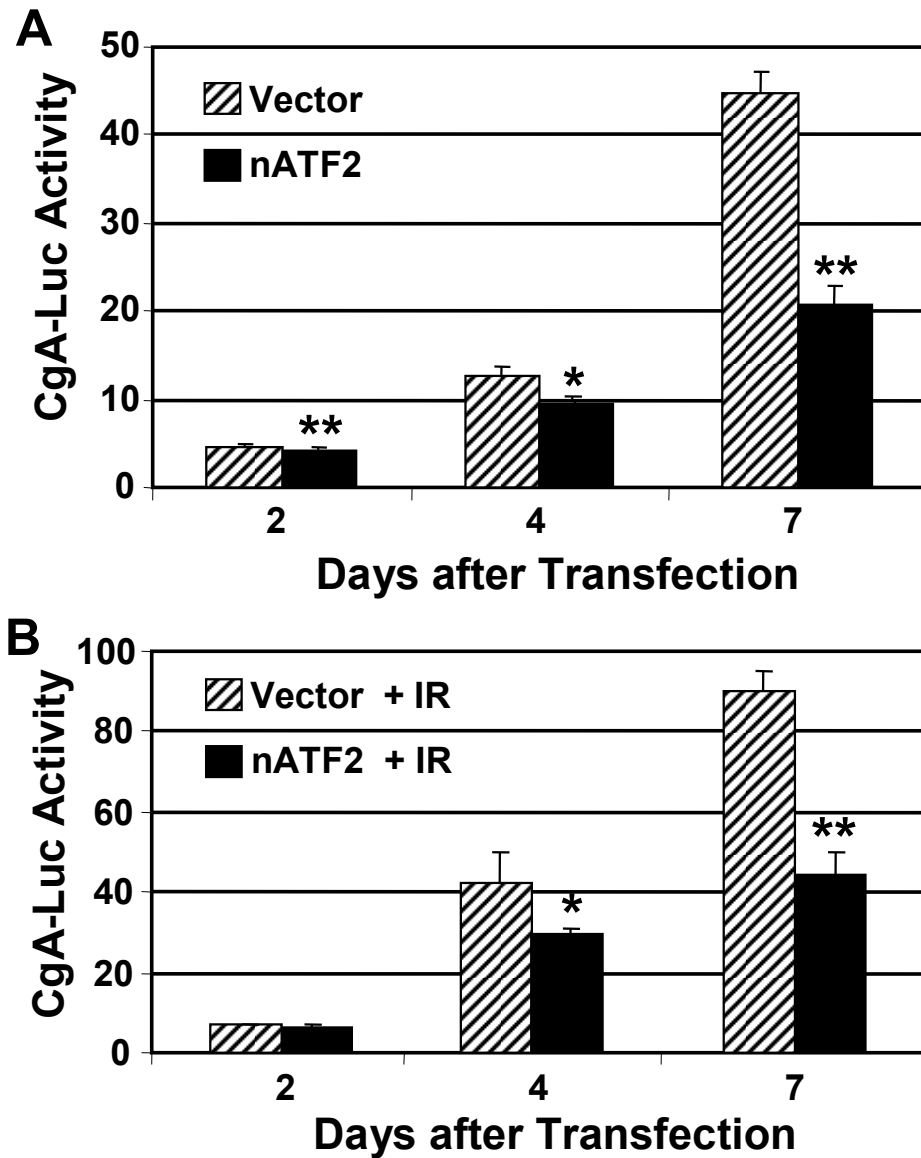 A
50
40
30
20
10
0
CgA-Luc Activity
Vector
nATF2
**
*
**
2 4 7
Days after Transfection
B
100
80
60
40
20
0
CgA-Luc Activity
Vector + IR
nATF2 + IR
*
**
2 4 7
Days after Transfection